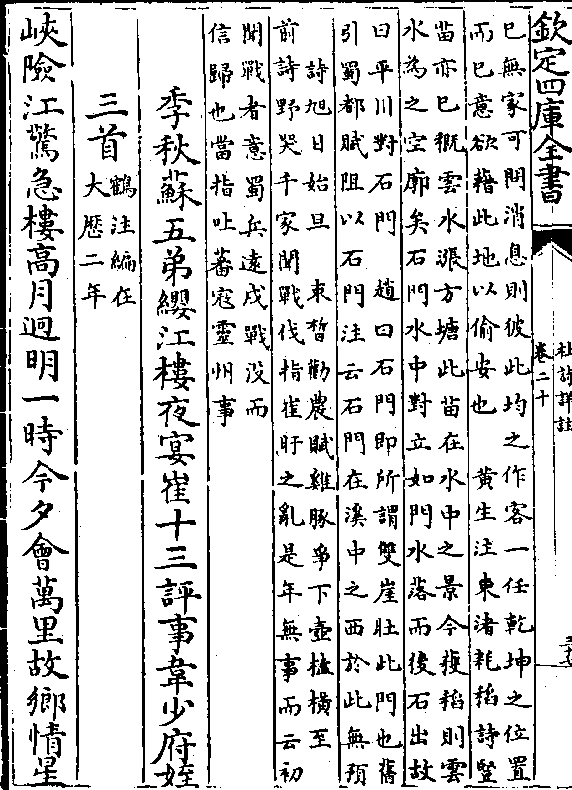 欽定四庫全書
杜詩詳註
卷二十
已無家可問消息則彼此均之作客一任乾坤之位置
而已意欲藉此地以偷安也 黄生注東渚耗稻詩豎
苗亦已概雲水漲方塘此苗在水中之景今穫稻則雲
水為之空廓矣石門水中對立如門水落而後石出故
曰平川對石門 趙曰石門即所謂雙崖壯此門也舊
引蜀都賦阻以石門注云石門在溪中之西於此無預
詩旭日始旦 束晳勸農賦雞豚爭下壺榼横至
前詩野哭千家聞戰伐指崔旰之亂是年無事而云初
聞戰者意蜀兵遠戍戰没而
信歸也當指吐蕃寇靈州事
季秋蘇五弟纓江樓夜宴崔十三評事韋少府姪
三首
鶴注編在
大歷二年
峽險江驚急樓高月迥明一時今夕會萬里故鄉情星